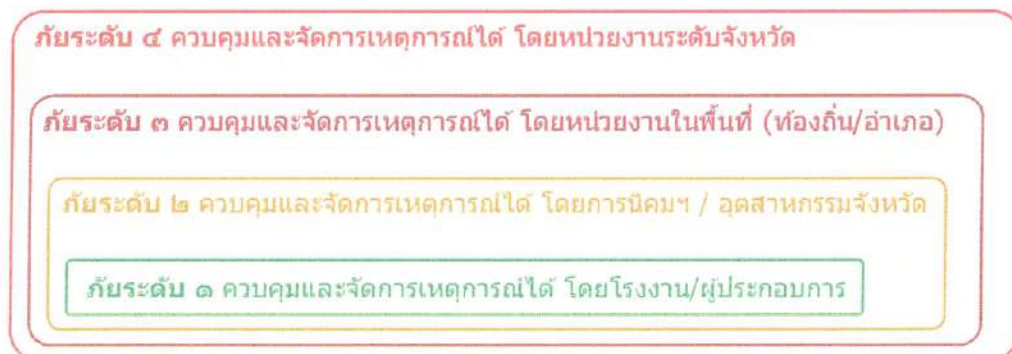 ภัยระดับ ๔ ควบคุมและจัดการเหตุการณ์ได้ โดยหน่วยงานระดับจังหวัด
ภัยระดับ ๓ ควบคุมและจัดการเหตุการณ์ได้ โดยหน่วยงานในพื้นที่ (ท้องถิ่น/อำเภอ)
ภัยระดับ ๒ ควบคุมและจัดการเหตุการณ์ได้ โดยการนิคมฯ / อุตสาหกรรมจังหวัด
ภัยระดับ ๑ ควบคุมและจัดการเหตุการณ์ได้ โดยโรงงาน/ผู้ประกอบการ